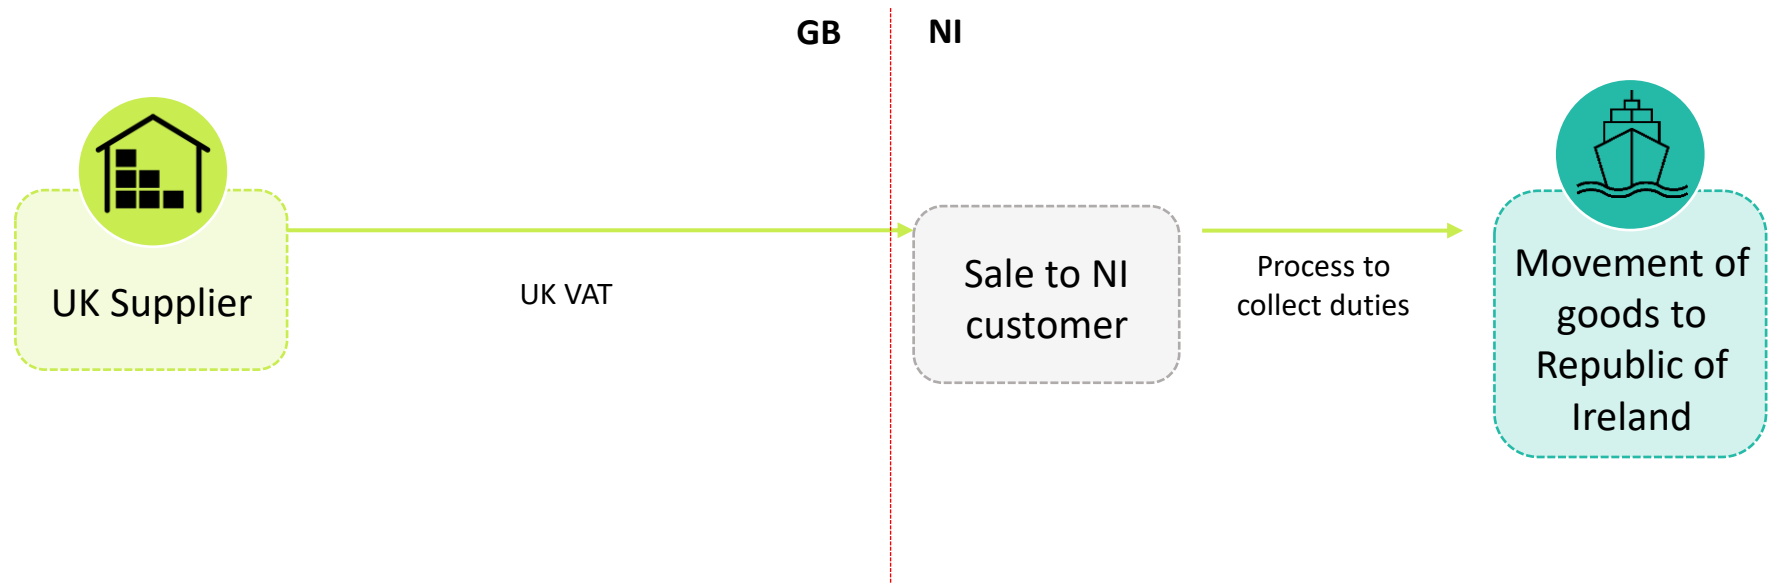 GB
NI
UK Supplier
UK VAT
Sale to NI
customer
Process to
collect duties
Movement of
goods to
Republic of
Ireland